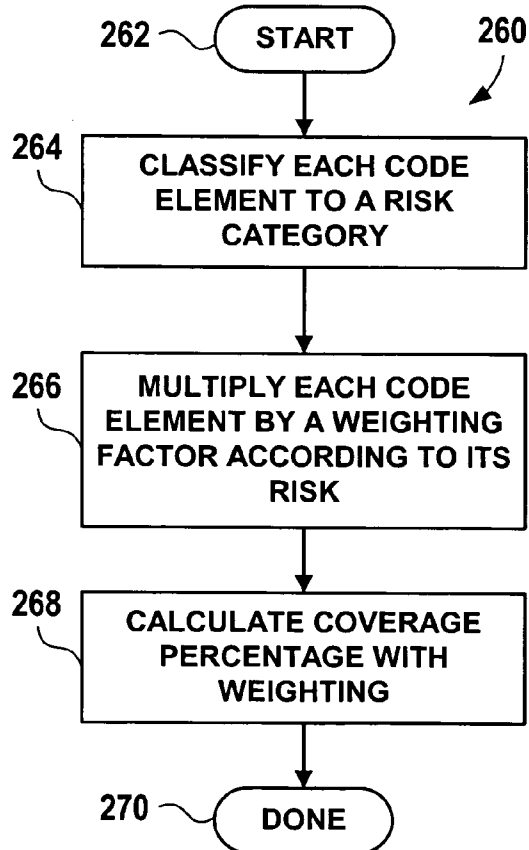 262
START
260
264
CLASSIFY EACH CODE
ELEMENT TO A RISK
CATEGORY
266
MULTIPLY EACH CODE
ELEMENT BY A WEIGHTING
FACTOR ACCORDING TO ITS
RISK
268
CALCULATE COVERAGE
PERCENTAGE WITH
WEIGHTING
270
DONE